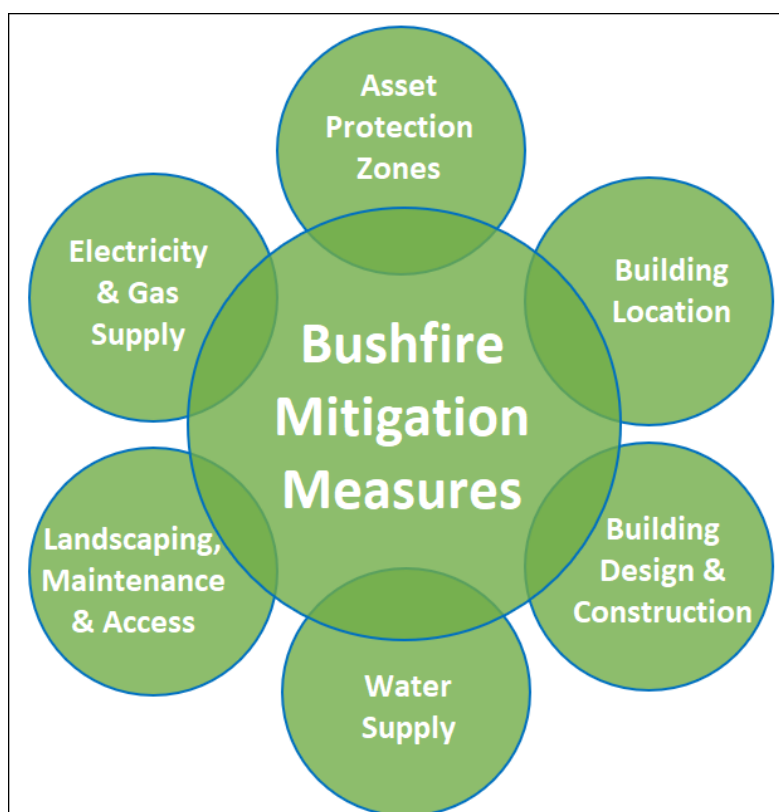 Asset
Protection
Zones
Electricity
& Gas
Supply
Building
Location
Bushfire
Mitigation
Measures
Landscaping,
Maintenance
& Access
Building
Design &
Construction
Water
Supply